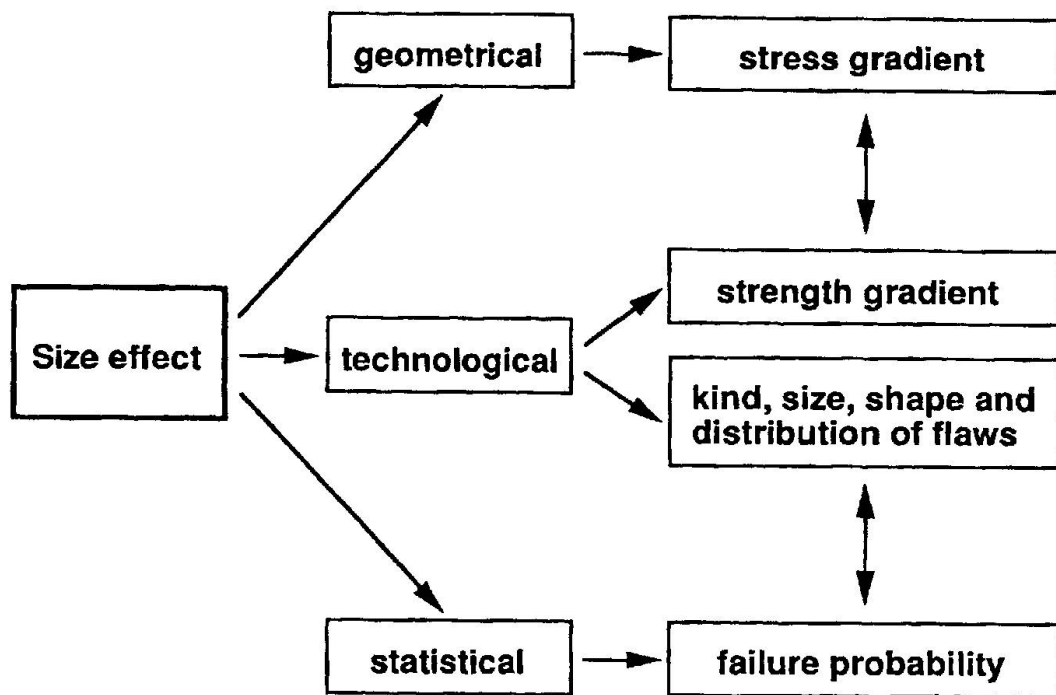 geometrical
stress gradient
strength gradient
Size effect
technological
kind, size, shape and
distribution of flaws
statistical
failure probability